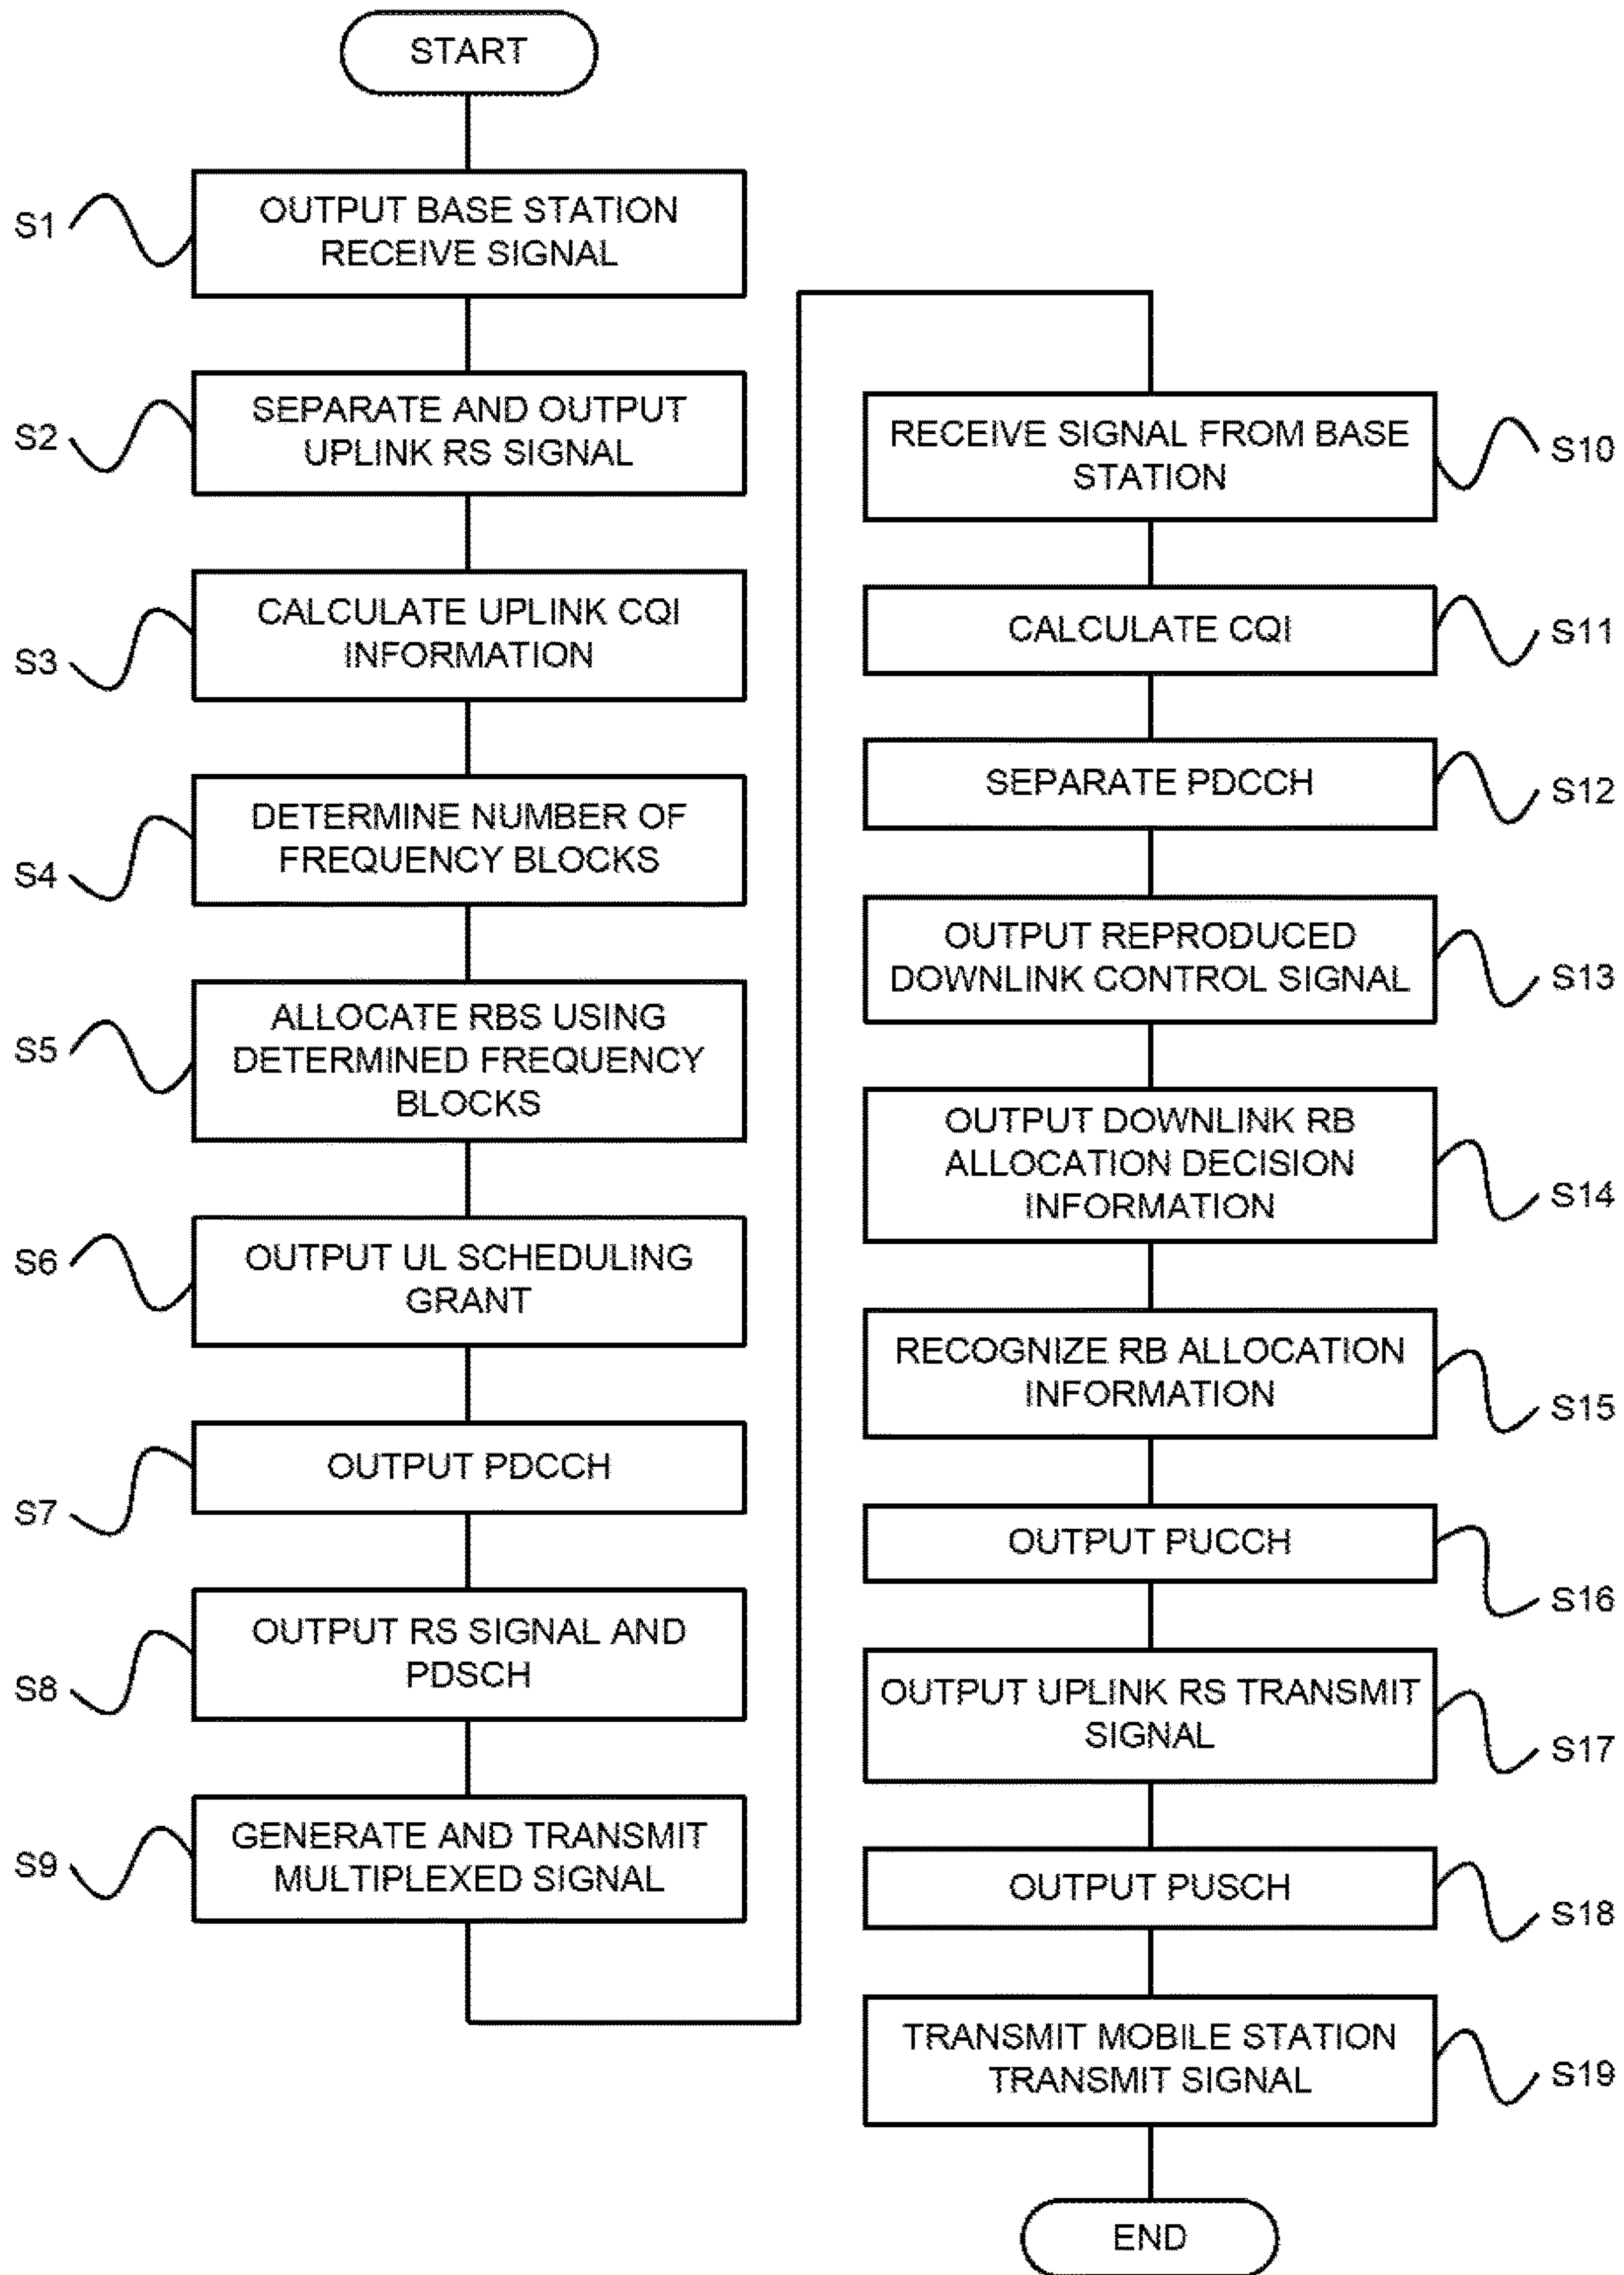 START
S1
OUTPUT BASE STATION
RECEIVE SIGNAL
S2
SEPARATE AND OUTPUT
UPLINK RS SIGNAL
S3
CALCULATE UPLINK CQI
INFORMATION
S4
DETERMINE NUMBER OF
FREQUENCY BLOCKS
S5
ALLOCATE RBS USING
DETERMINED FREQUENCY
BLOCKS
S6
OUTPUT UL SCHEDULING
GRANT
S7
OUTPUT PDCCH
S8
OUTPUT RS SIGNAL AND
PDSCH
S9
GENERATE AND TRANSMIT
MULTIPLEXED SIGNAL
RECEIVE SIGNAL FROM BASE
STATION
S10
CALCULATE CQI
S11
SEPARATE PDCCH
S12
OUTPUT REPRODUCED
DOWNLINK CONTROL SIGNAL
S13
OUTPUT DOWNLINK RB
ALLOCATION DECISION
INFORMATION
S14
RECOGNIZE RB ALLOCATION
INFORMATION
S15
OUTPUT PUCCH
S16
OUTPUT UPLINK RS TRANSMIT
SIGNAL
S17
OUTPUT PUSCH
S18
TRANSMIT MOBILE STATION
TRANSMIT SIGNAL
S19
END